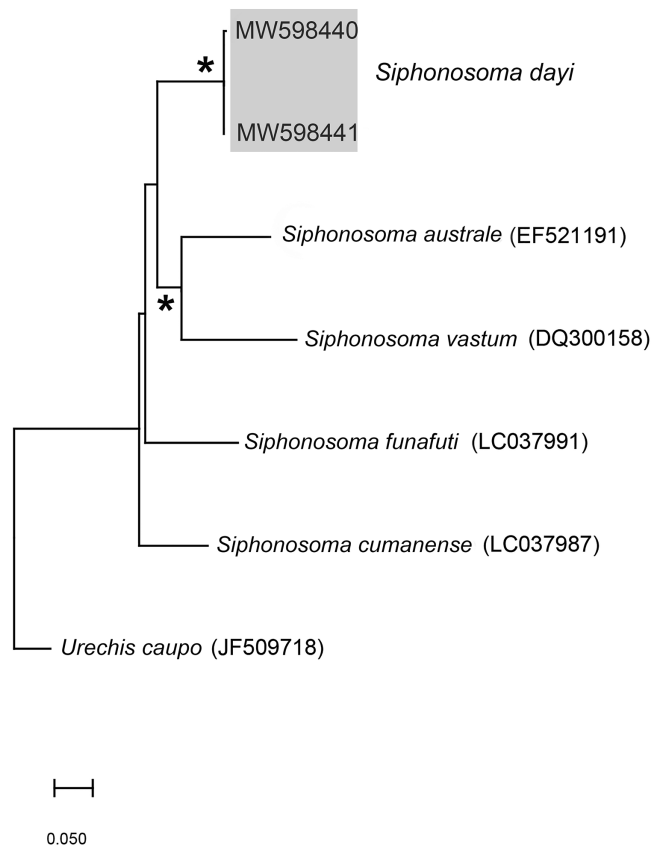 MW598440
*
Siphonosoma dayi
MW598441
Siphonosoma australe (EF521191)
*
Siphonosoma vastum (DQ300158)
Siphonosoma funafuti (LC037991)
Siphonosoma cumanense (LC037987)
Urechis caupo (JF509718)
0.050